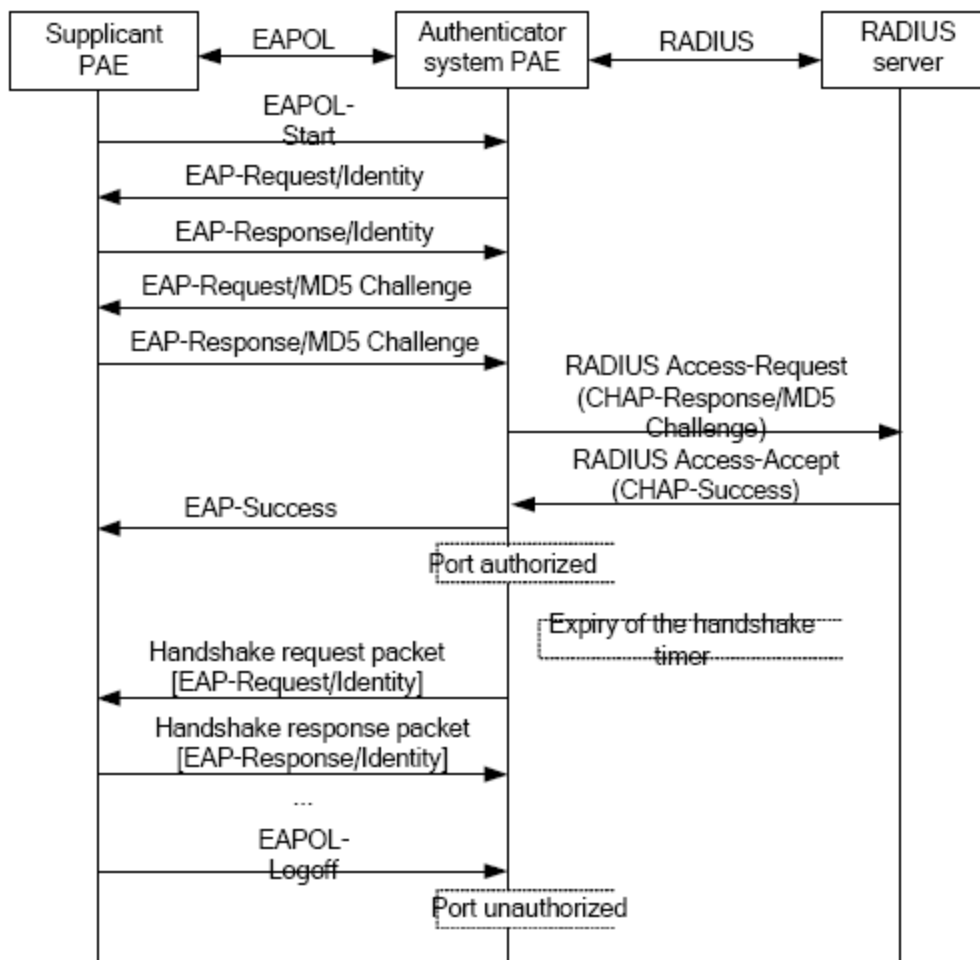 Supplicant
PAE
EAPOL
Authenticator
system PAE
RADIUS
RADIUS
server
EAPOL-
Start
EAP-Request/Identity
EAP-Response/Identity
EAP-Request/MD5 Challenge
EAP-Response/MD5 Challenge
RADIUS Access-Request
(CHAP-Response/MD5
Challenge)
RADIUS Access-Accept
(CHAP-Success)
EAP-Success
Port authorized
Expiry of the handshake
timer
Handshake request packet
[EAP-Request/Identity]
Handshake response packet
[EAP-Response/Identity]
...
EAPOL-
Logoff
Port unauthorized